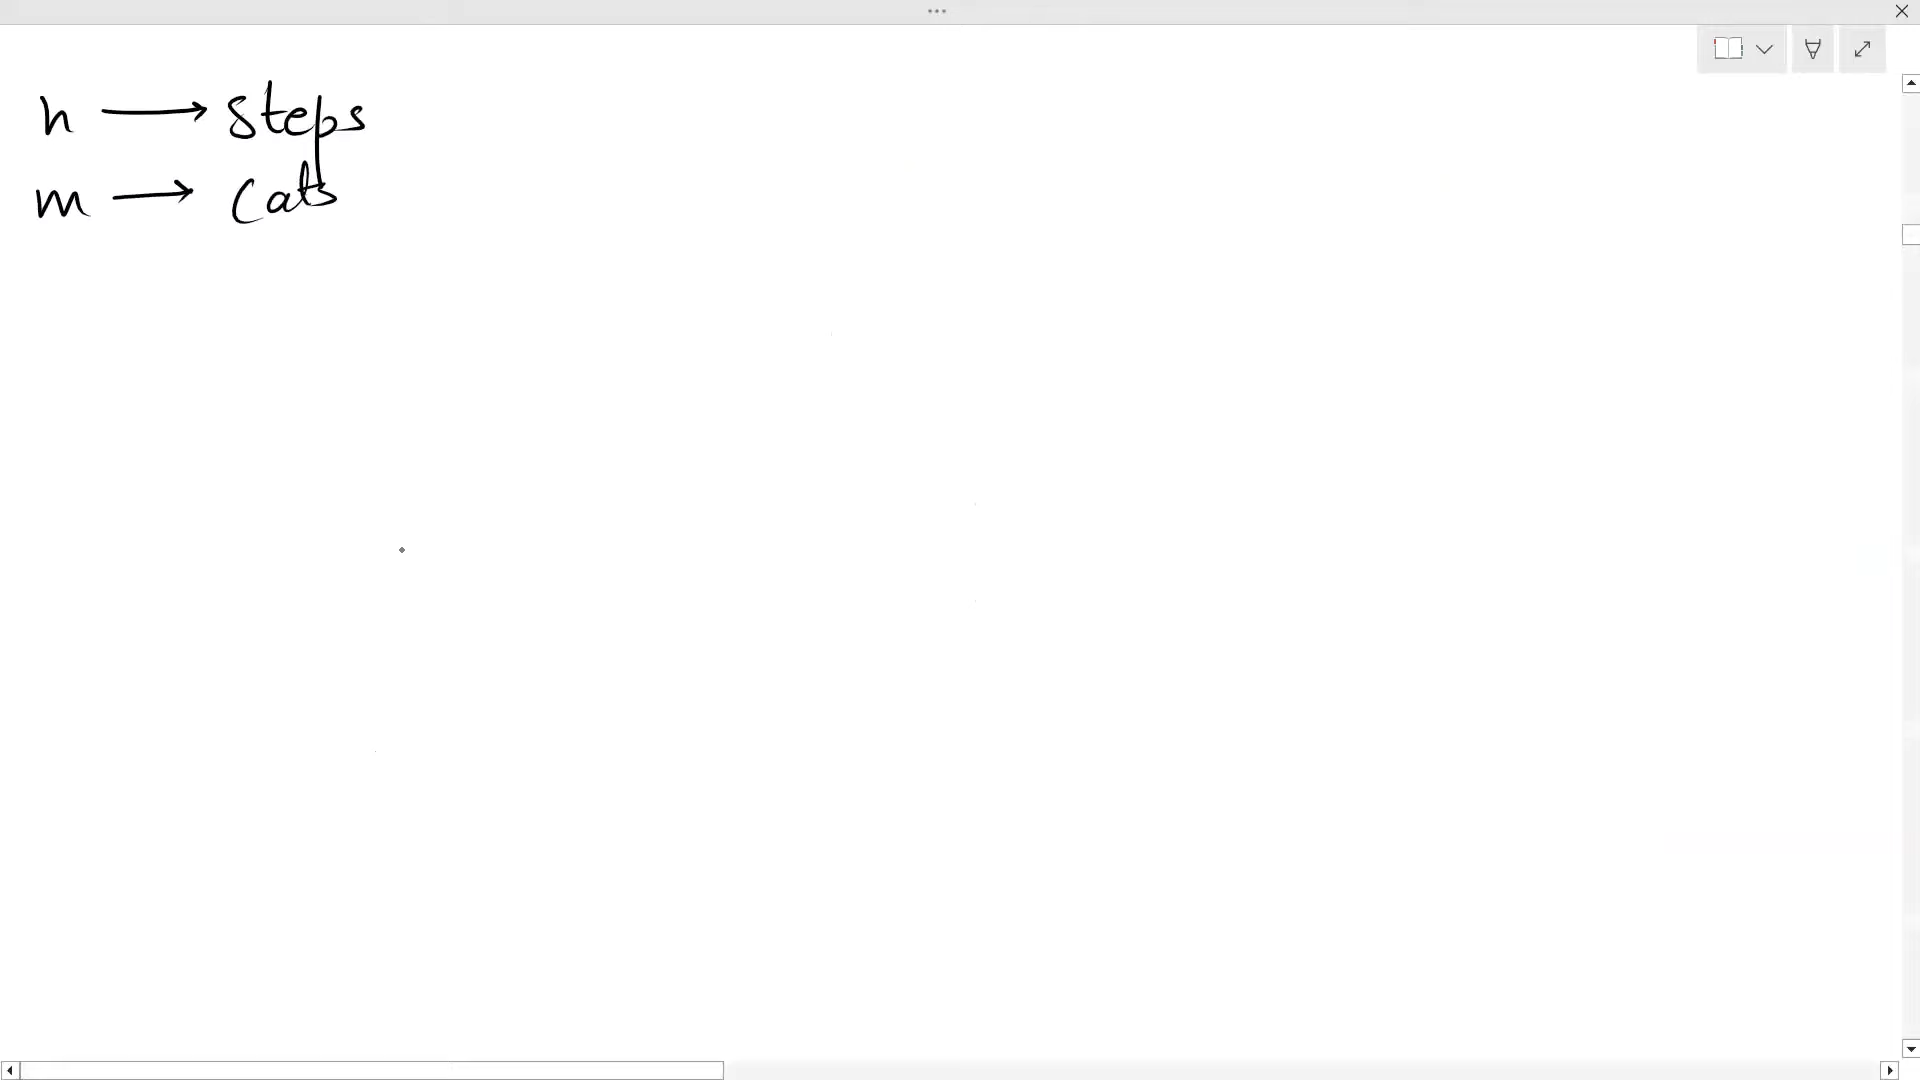 n → steps
m → cats